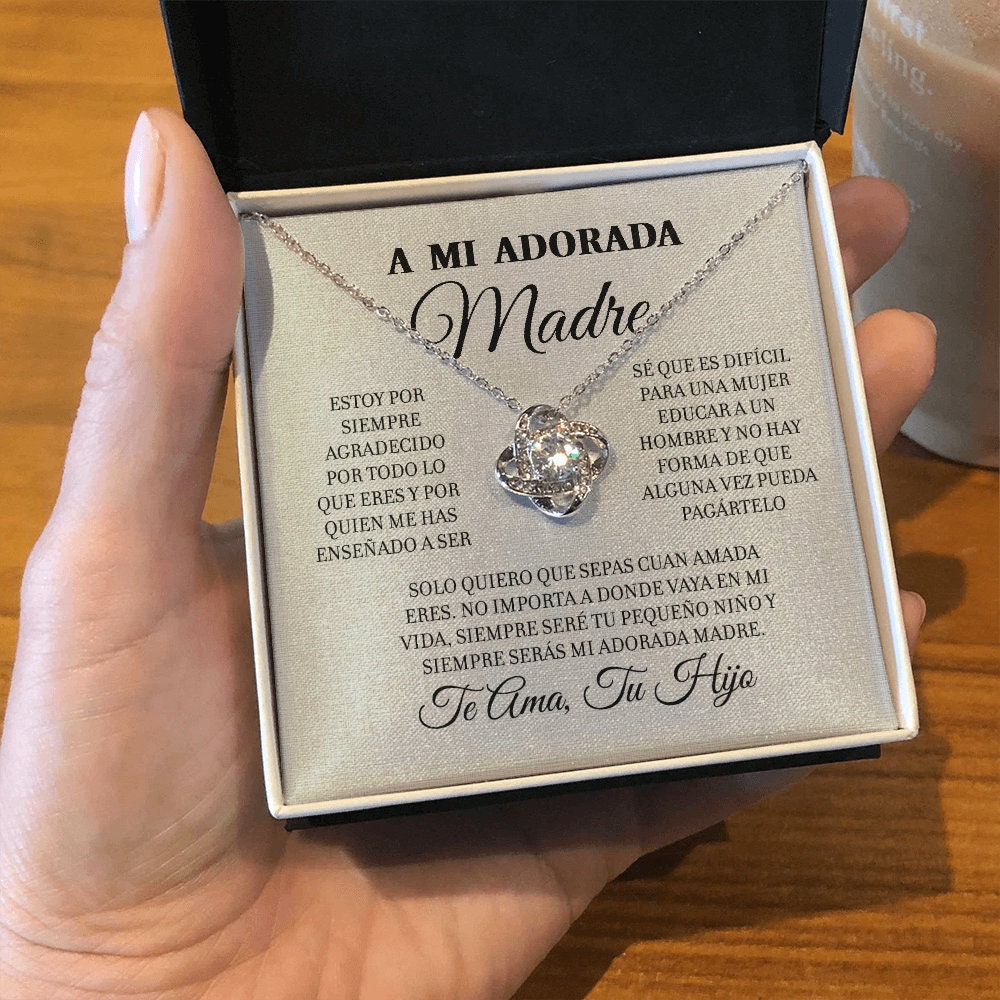 A MI ADORADA
Madre
ESTOY POR
SIEMPRE
AGRADECIDO
POR TODO LO
QUE ERES Y POR
QUIEN ME HAS
ENSEÑADO A SER
SÉ QUE ES DIFÍCIL
PARA UNA MUJER
EDUCAR A UN
HOMBRE Y NO HAY
FORMA DE QUE
ALGUNA VEZ PUEDA
PAGÁRTELO
SOLO QUIERO QUE SEPAS CUAN AMADA
ERES. NO IMPORTA A DONDE VAYA EN MI
VIDA, SIEMPRE SERÉ TU PEQUEÑO NIÑO Y
SIEMPRE SERÁS MI ADORADA MADRE.
Te Ama, Tu Hijo